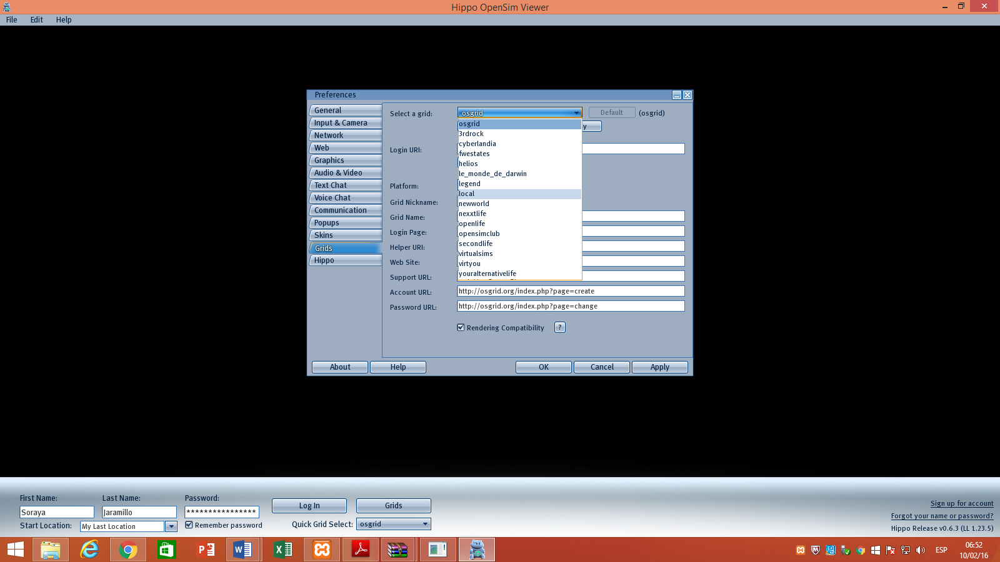 Hippo OpenSim Viewer
File Edit Help
Preferences
General
Input & Camera
Network
Web
Graphics
Audio & Video
Text Chat
Voice Chat
Communication
Popups
Skins
Grids
Hippo
Select a grid: osgrid Default (osgrid)
osgrid
y
3rdrock
cyberlandia
Login URI:
fwestates
helios
le_monde_de_darwin
legend
Platform:
local
Grid Nickname:
newworld
nexxtlife
Grid Name:
openlife
Login Page:
opensimclub
secondlife
Helper URI:
virtualsims
Web Site:
virtyou
youralternativelife
Support URL:
Account URL: http://osgrid.org/index.php?page=create
Password URL: http://osgrid.org/index.php?page=change
Rendering Compatibility ?
About Help OK Cancel Apply
First Name: Last Name: Password:
Soraya Jaramillo **************** Log In Grids
Start Location: My Last Location Remember password Quick Grid Select: osgrid
Sign up for account
Forgot your name or password?
Hippo Release v0.6.3 (LL 1.23.5)
ESP
06:52
10/02/16